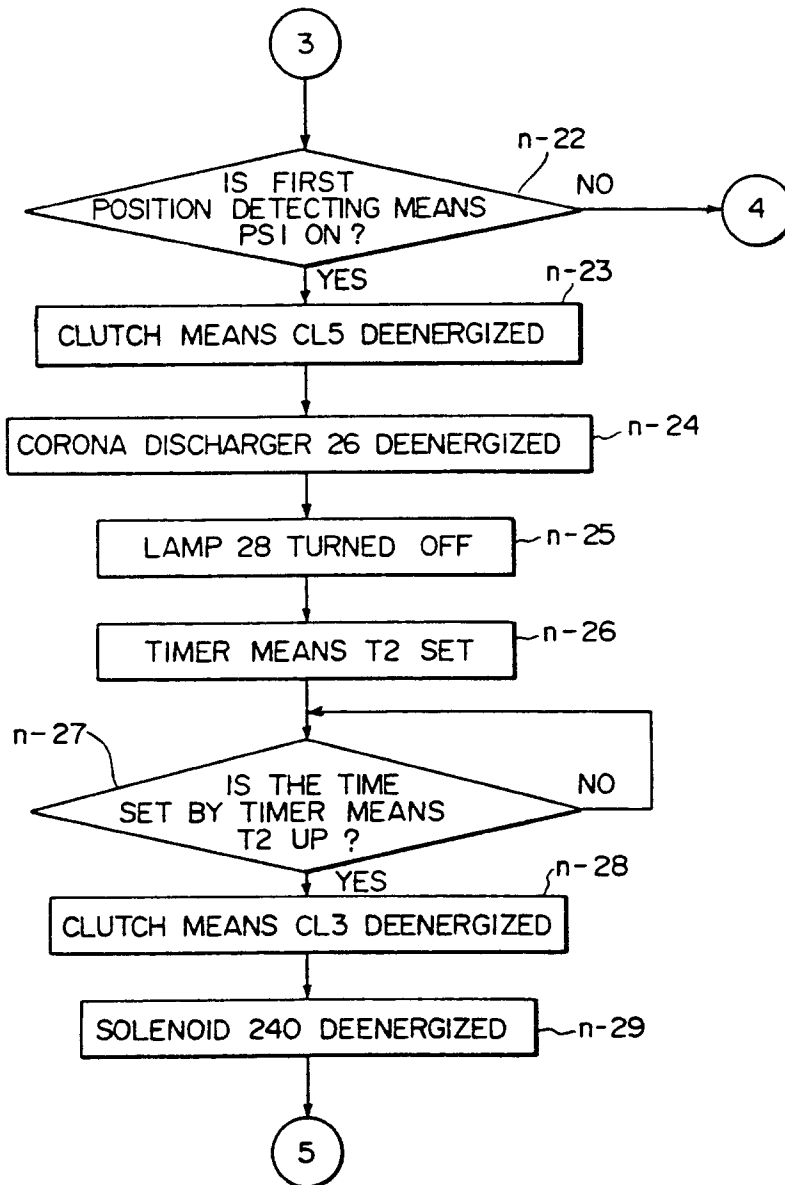 3
n-22
IS FIRST
POSITION DETECTING MEANS
PS1 ON ?
NO
4
YES
n-23
CLUTCH MEANS CL5 DEENERGIZED
CORONA DISCHARGER 26 DEENERGIZED
n-24
LAMP 28 TURNED OFF
n-25
TIMER MEANS T2 SET
n-26
n-27
IS THE TIME
SET BY TIMER MEANS
T2 UP ?
NO
YES
n-28
CLUTCH MEANS CL3 DEENERGIZED
SOLENOID 240 DEENERGIZED
n-29
5